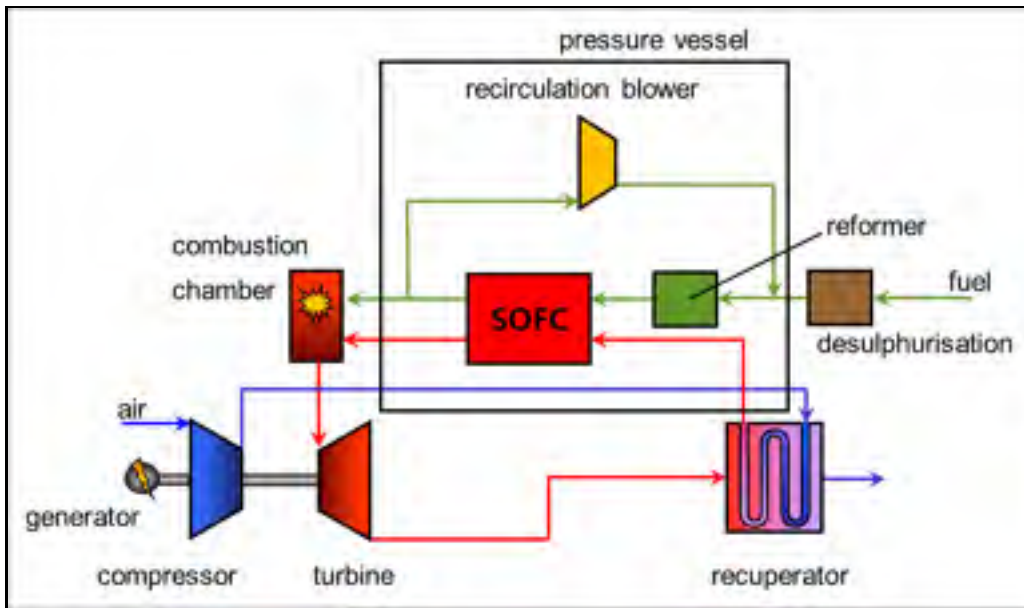 pressure vessel
recirculation blower
combustion
chamber
reformer
SOFC
fuel
desulphurisation
air
generator
compressor
turbine
recuperator